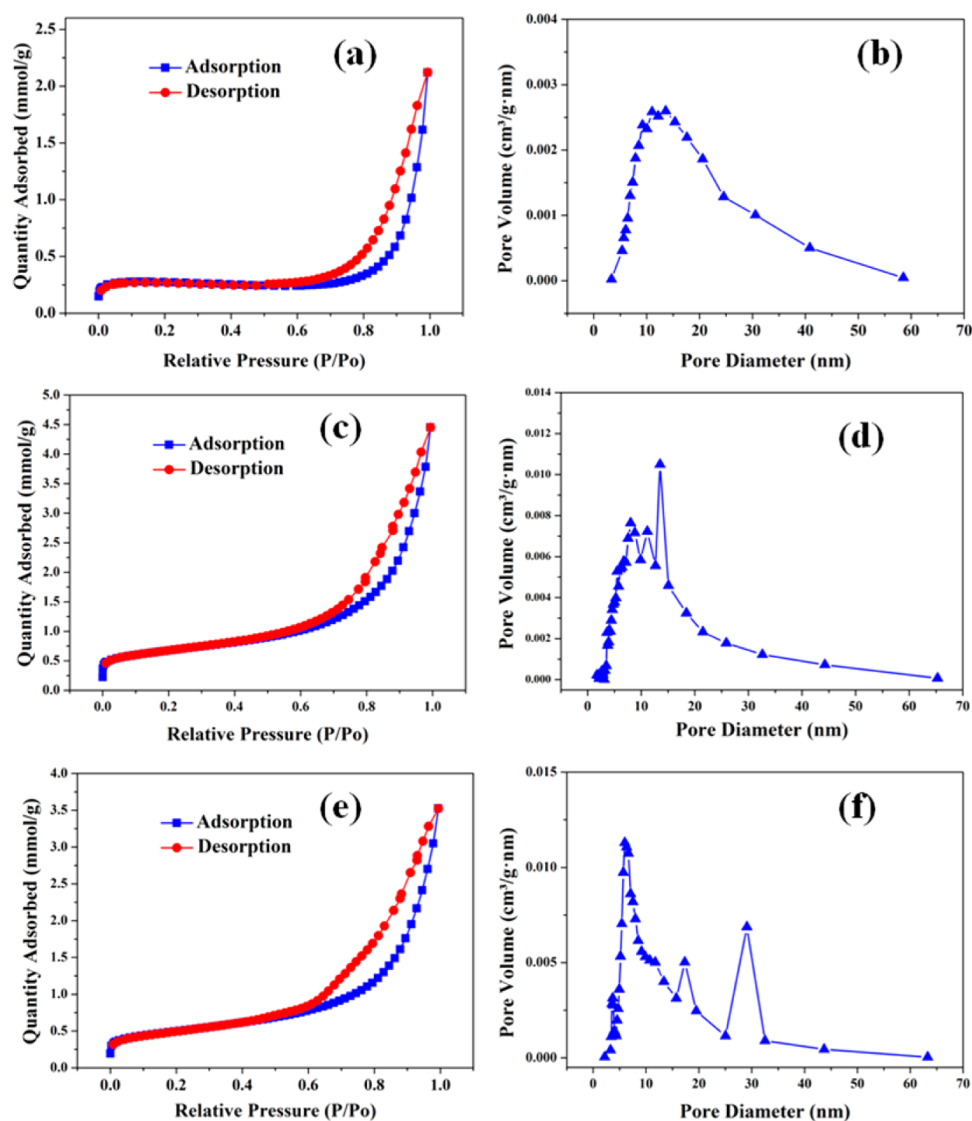 (a)
Adsorption
Desorption
Quantity Adsorbed (mmol/g)
2.5
2.0
1.5
1.0
0.5
0.0
0.0 0.2 0.4 0.6 0.8 1.0
Relative Pressure (P/Po)
(b)
Pore Volume (cm³/g·nm)
0.004
0.003
0.002
0.001
0.000
0 10 20 30 40 50 60 70
Pore Diameter (nm)
(c)
Adsorption
Desorption
Quantity Adsorbed (mmol/g)
5.0
4.5
4.0
3.5
3.0
2.5
2.0
1.5
1.0
0.5
0.0
0.0 0.2 0.4 0.6 0.8 1.0
Relative Pressure (P/Po)
(d)
Pore Volume (cm³/g·nm)
0.014
0.012
0.010
0.008
0.006
0.004
0.002
0.000
0 10 20 30 40 50 60 70
Pore Diameter (nm)
(e)
Adsorption
Desorption
Quantity Adsorbed (mmol/g)
4.0
3.5
3.0
2.5
2.0
1.5
1.0
0.5
0.0
0.0 0.2 0.4 0.6 0.8 1.0
Relative Pressure (P/Po)
(f)
Pore Volume (cm³/g·nm)
0.015
0.010
0.005
0.000
0 10 20 30 40 50 60 70
Pore Diameter (nm)